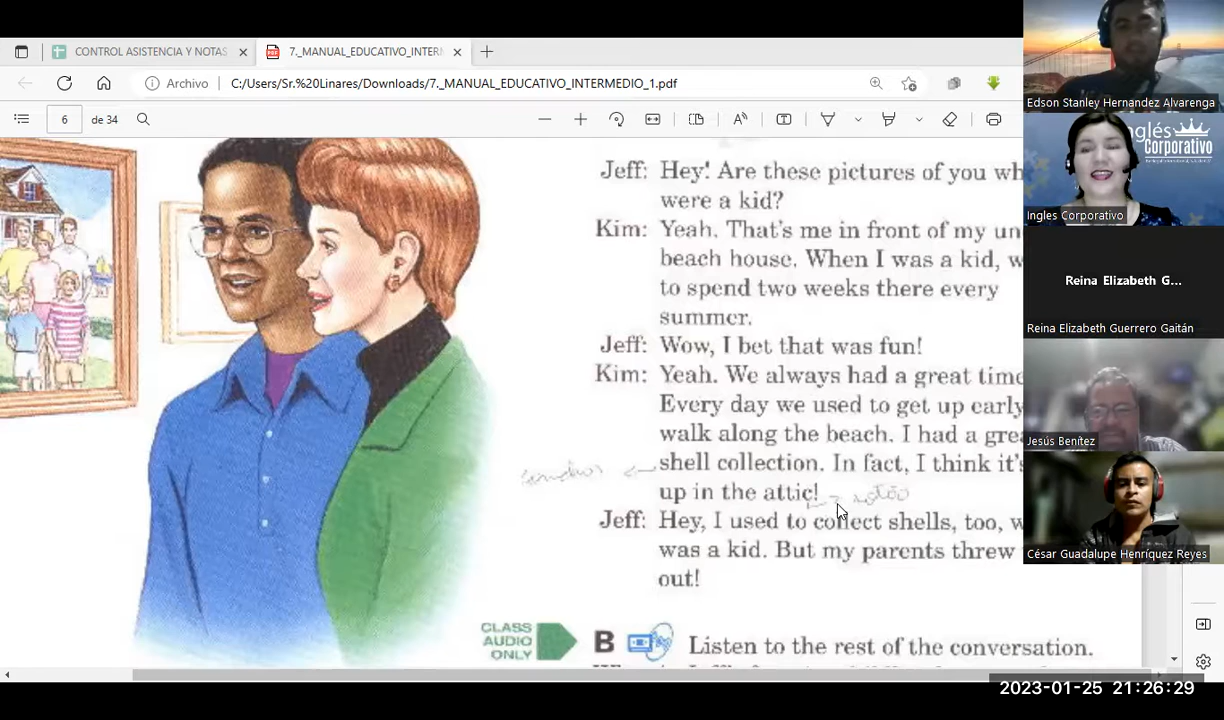 CONTROL ASISTENCIA Y NOTAS
7._MANUAL_EDUCATIVO_INTERM
Archivo
C:/Users/Sr.%20Linares/Downloads/7._MANUAL_EDUCATIVO_INTERMEDIO_1.pdf
6 de 34
Jeff: Hey! Are these pictures of you wh
were a kid?
Kim: Yeah. That's me in front of my un
beach house. When I was a kid, w
to spend two weeks there every
summer.
Jeff: Wow, I bet that was fun!
Kim: Yeah. We always had a great time
Every day we used to get up early
walk along the beach. I had a grea
shell collection. In fact, I think it's
up in the attic!
Jeff: Hey, I used to collect shells, too, w
was a kid. But my parents threw
out!
CLASS
AUDIO
ONLY
B Listen to the rest of the conversation.
Edson Stanley Hernandez Alvarenga
nglés
Corporativo
Ingles Corporativo
Reina Elizabeth G...
Reina Elizabeth Guerrero Gaitán
Jesús Benítez
César Guadalupe Henríquez Reyes
2023-01-25 21:26:29